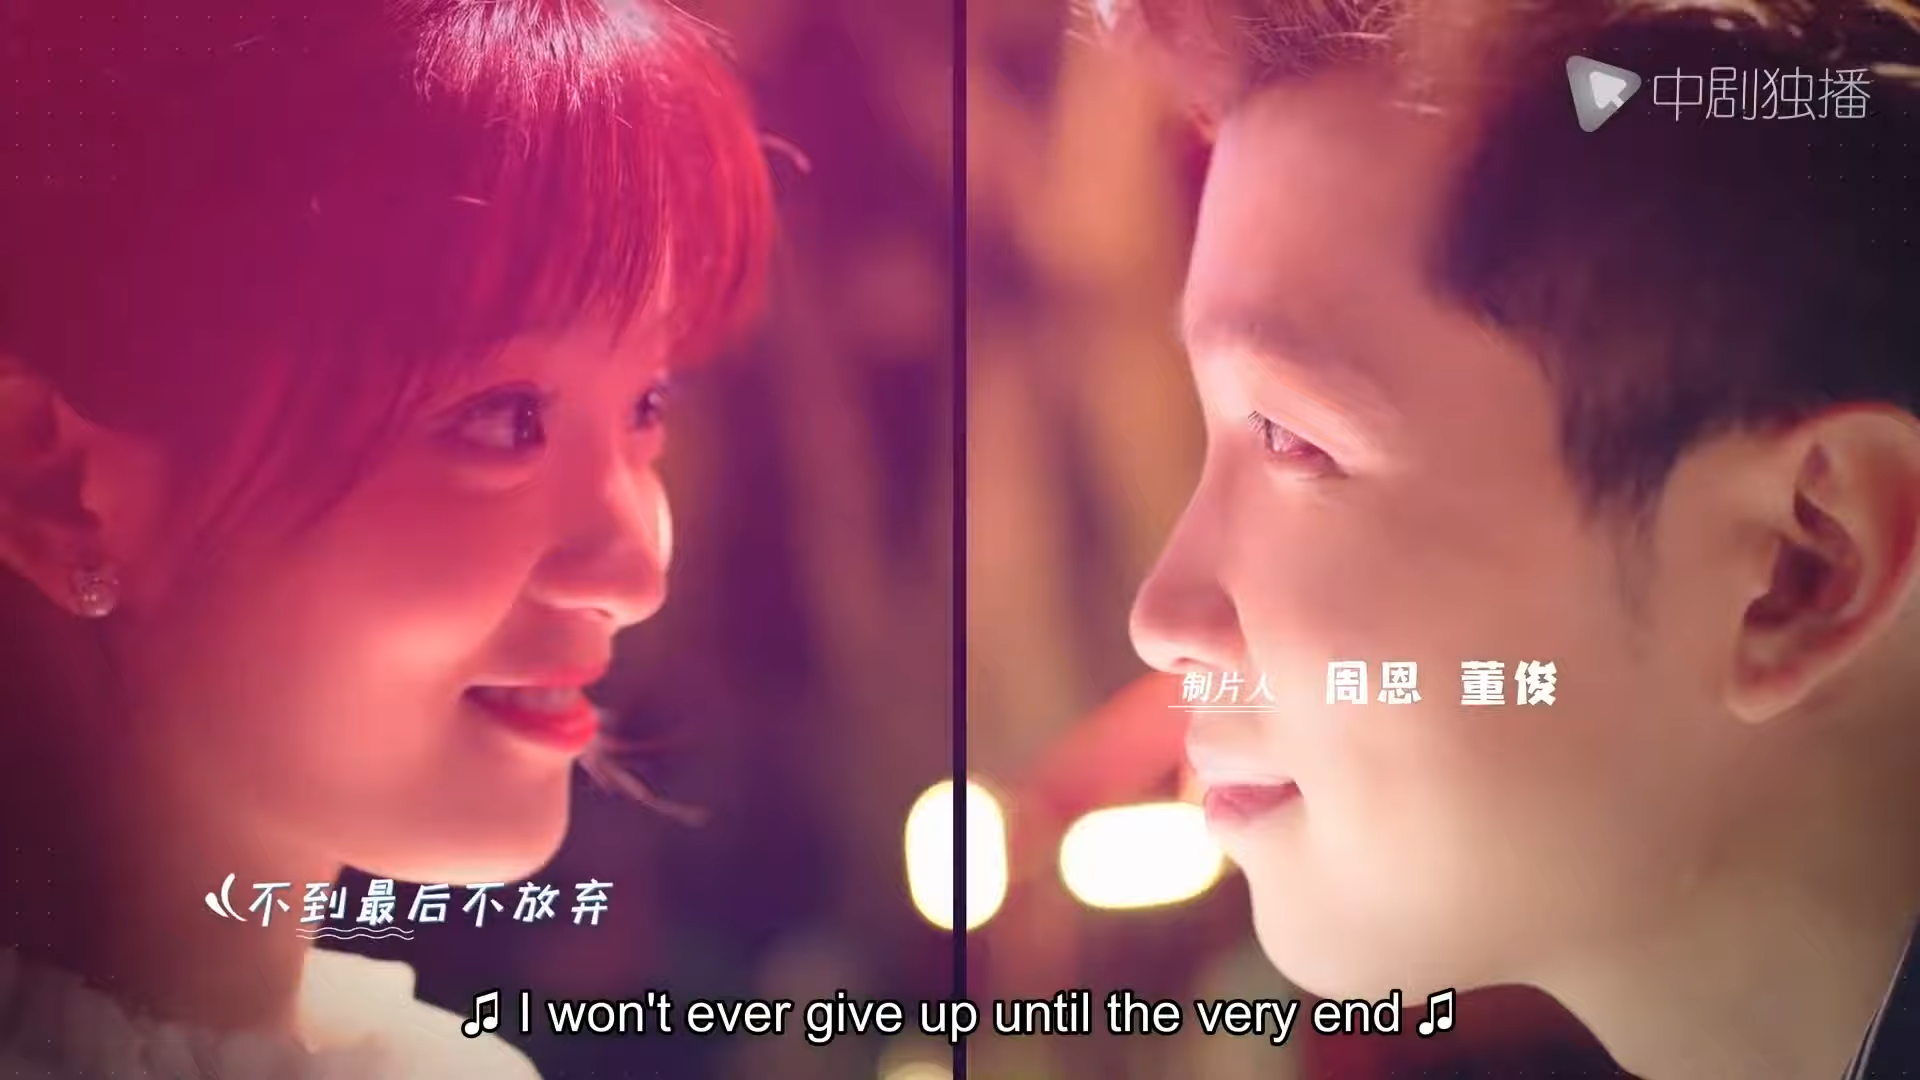 中剧独播
制片人 周恩 董俊
不到最后不放弃
♫ I won't ever give up until the very end ♫